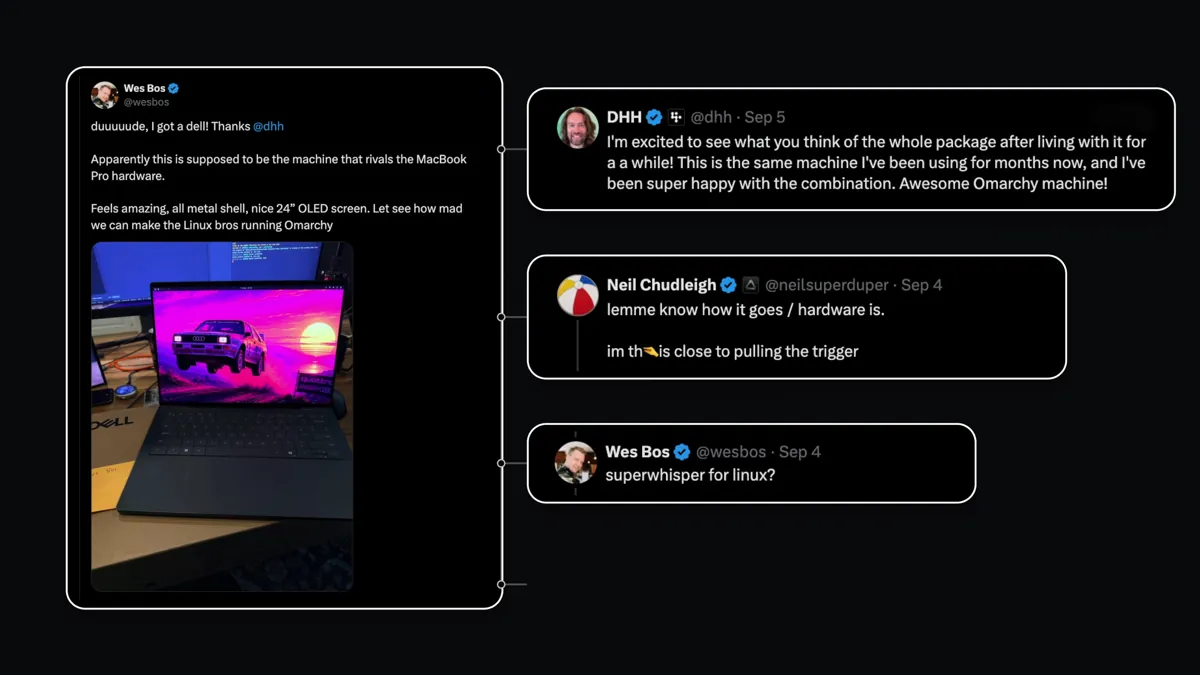 Wes Bos
@wesbos
duuuuude, I got a dell! Thanks @dhh
Apparently this is supposed to be the machine that rivals the MacBook
Pro hardware.
Feels amazing, all metal shell, nice 24” OLED screen. Let see how mad
we can make the Linux bros running Omarchy
DELL
quattro
DHH @dhh · Sep 5
I'm excited to see what you think of the whole package after living with it for
a a while! This is the same machine I've been using for months now, and I've
been super happy with the combination. Awesome Omarchy machine!
Neil Chudleigh @neilsuperduper · Sep 4
lemme know how it goes / hardware is.
im th🫱is close to pulling the trigger
Wes Bos @wesbos · Sep 4
superwhisper for linux?